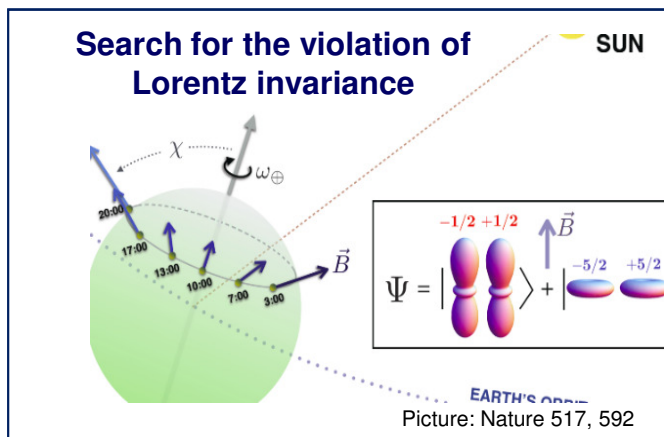 Search for the violation of
Lorentz invariance
SUN
χ
ω⊕
20:00
17:00
13:00
10:00
7:00
3:00
B⃗
−1/2 +1/2
B⃗
−5/2 +5/2
Ψ = | ⟩ + |
EARTH'S ORBIT
Picture: Nature 517, 592